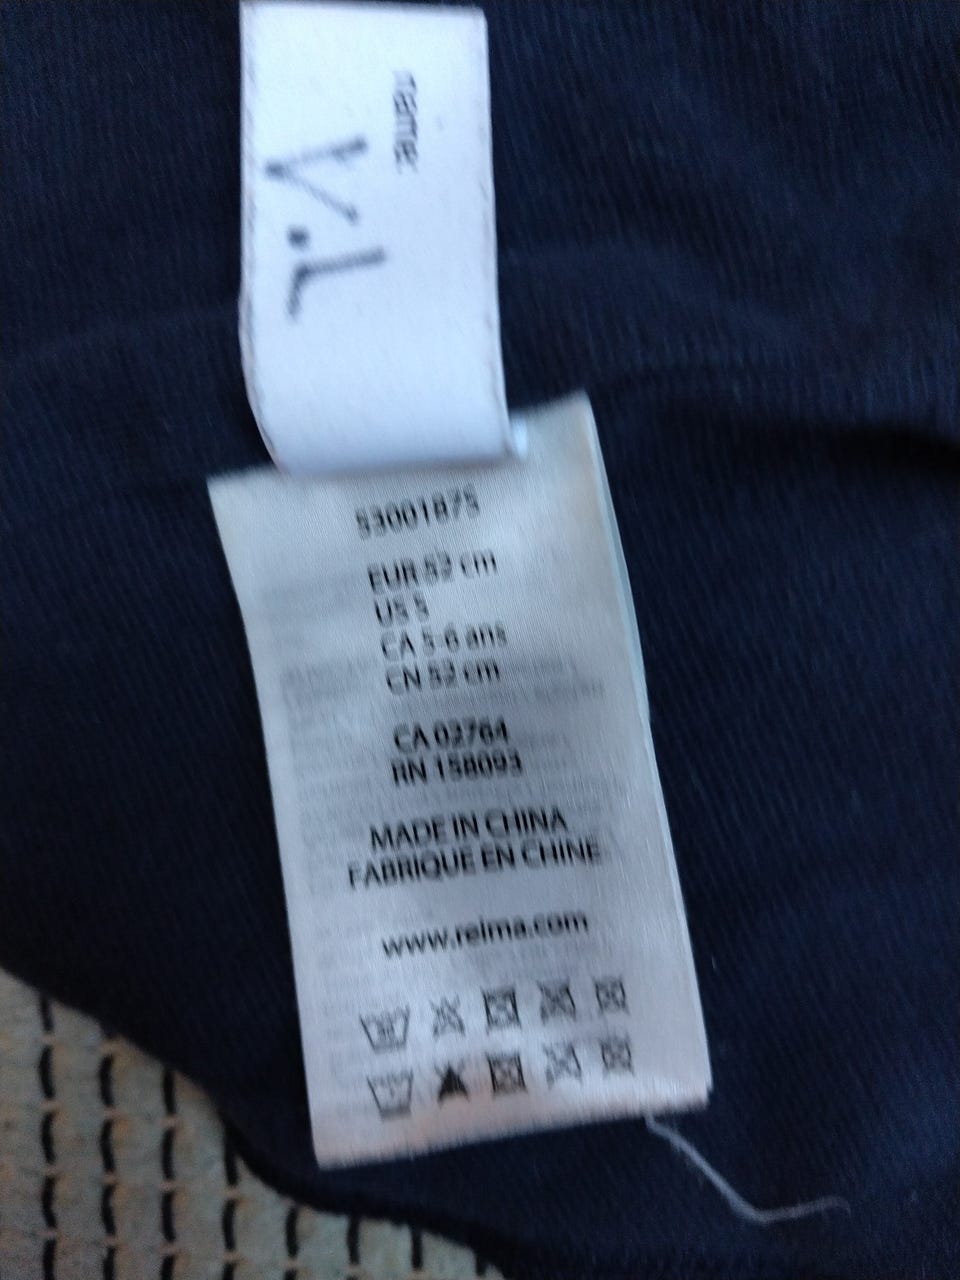 name:
V.L
53001875
EUR 52 cm
US 5
CA 5-6 ans
CN 52 cm
CA 02764
RN 158093
MADE IN CHINA
FABRIQUE EN CHINE
www.reima.com